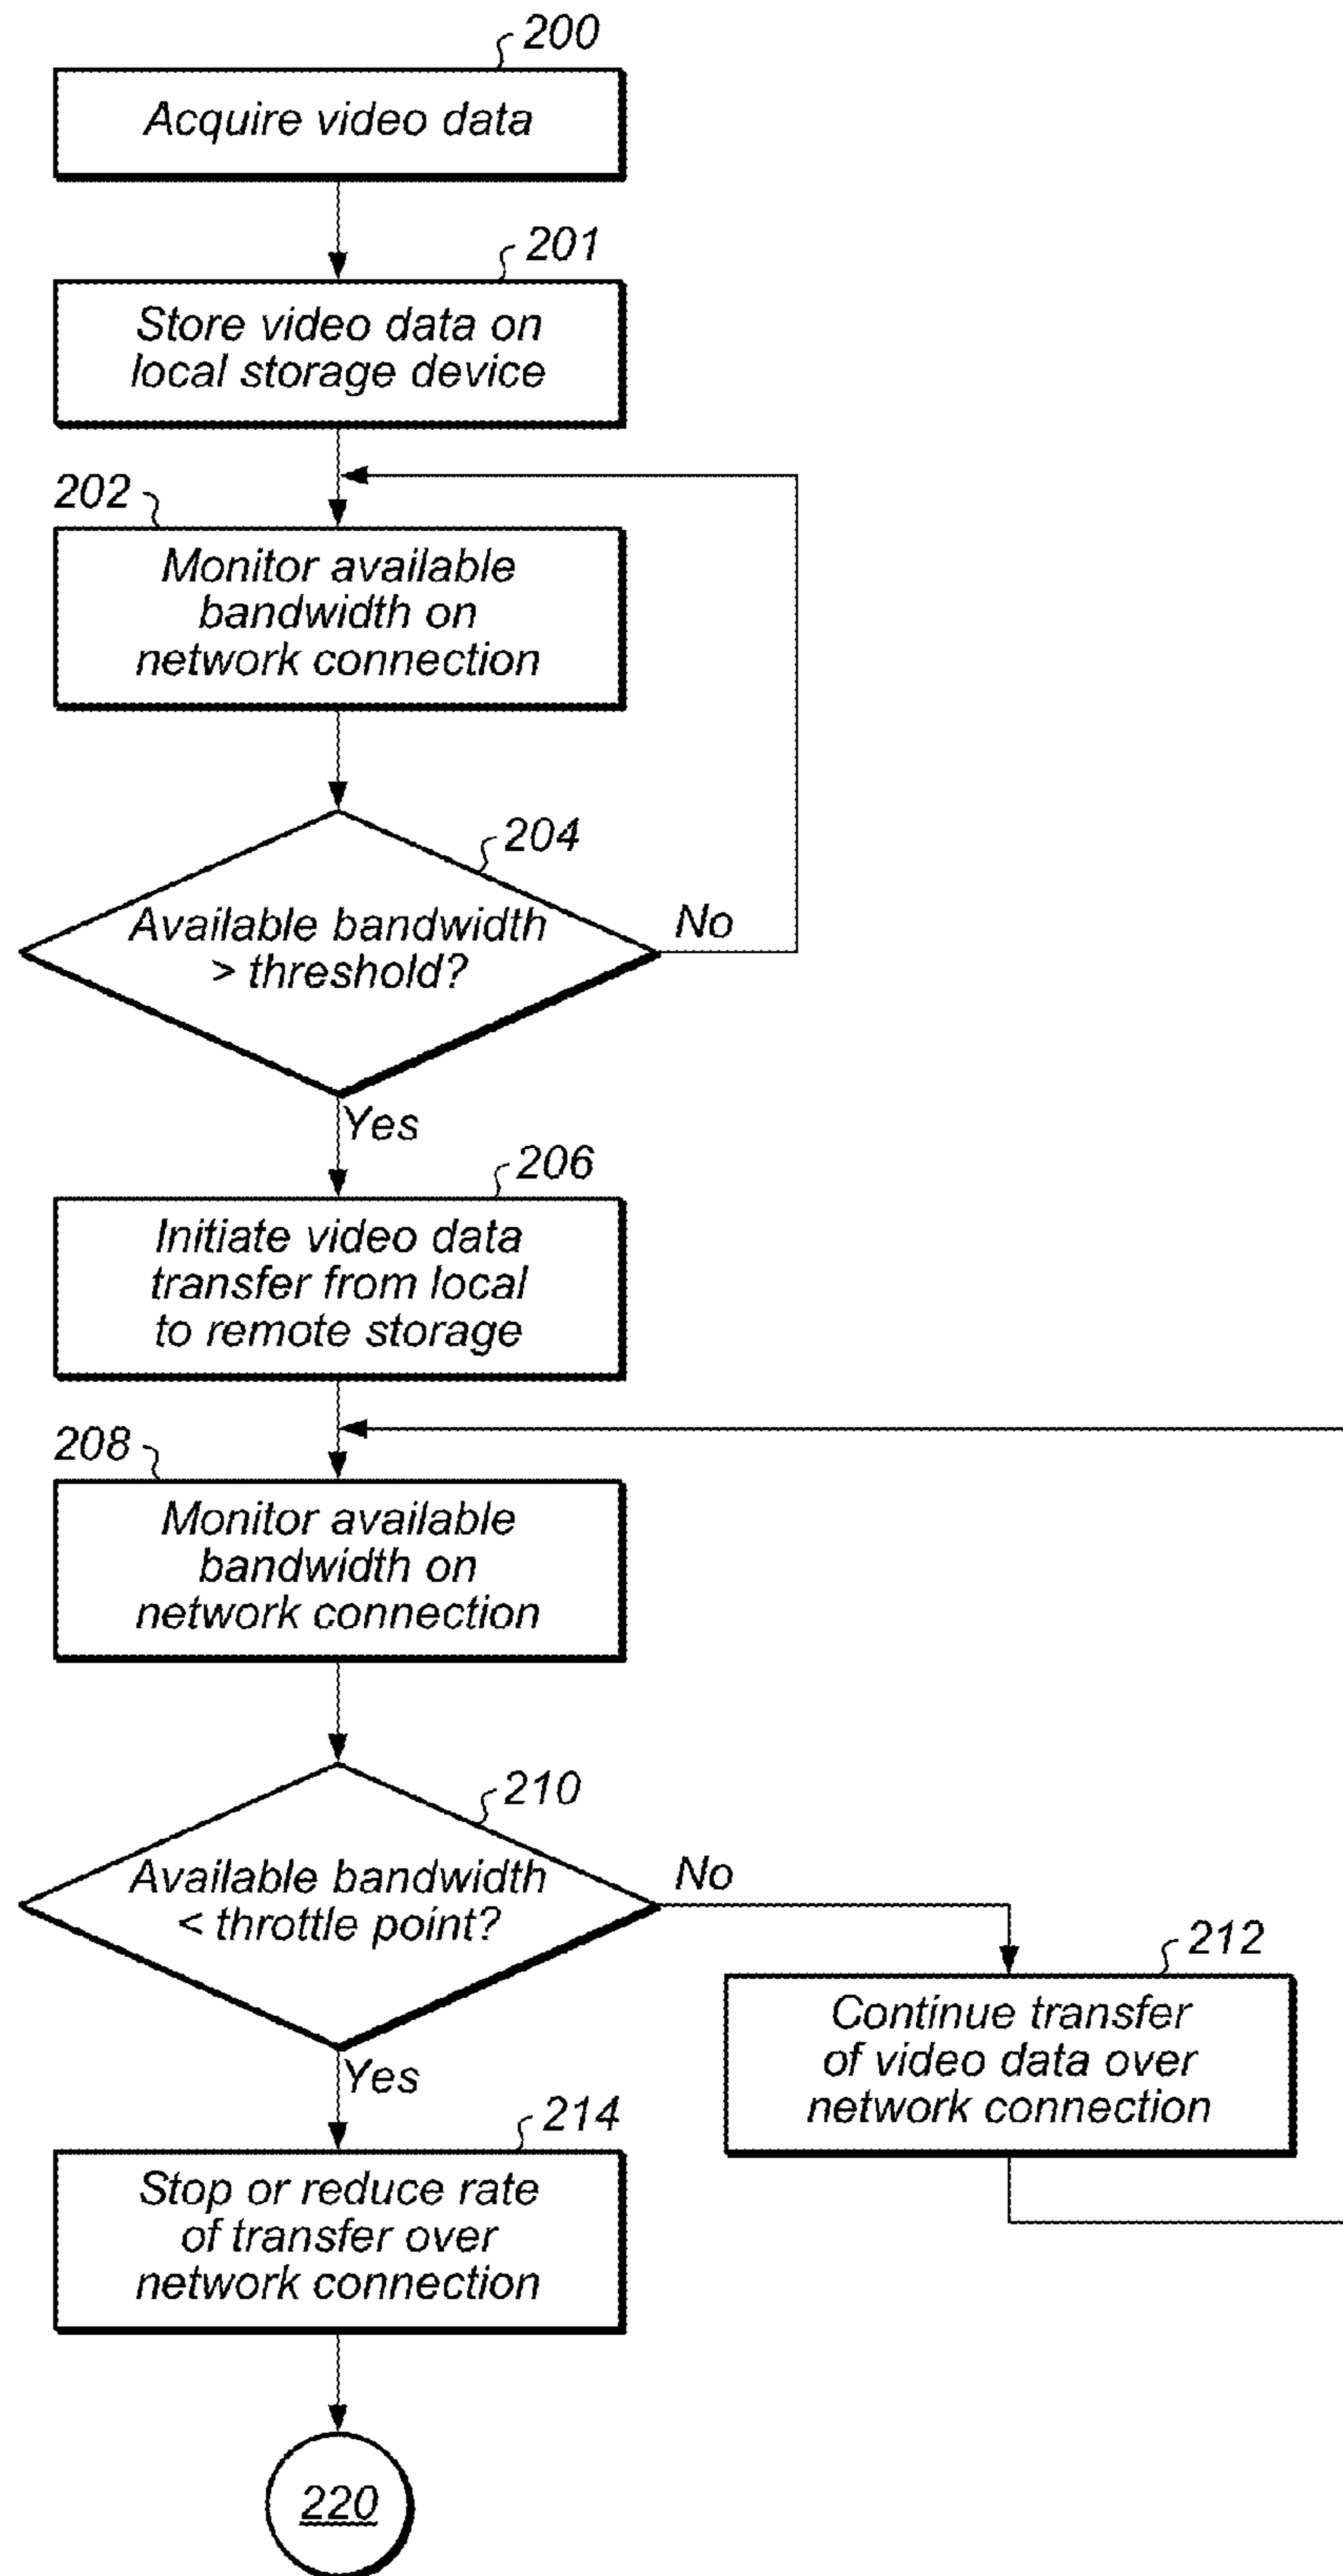 200
Acquire video data
201
Store video data on
local storage device
202
Monitor available
bandwidth on
network connection
204
Available bandwidth
> threshold?
No
Yes
206
Initiate video data
transfer from local
to remote storage
208
Monitor available
bandwidth on
network connection
210
Available bandwidth
< throttle point?
No
212
Continue transfer
of video data over
network connection
Yes
214
Stop or reduce rate
of transfer over
network connection
220